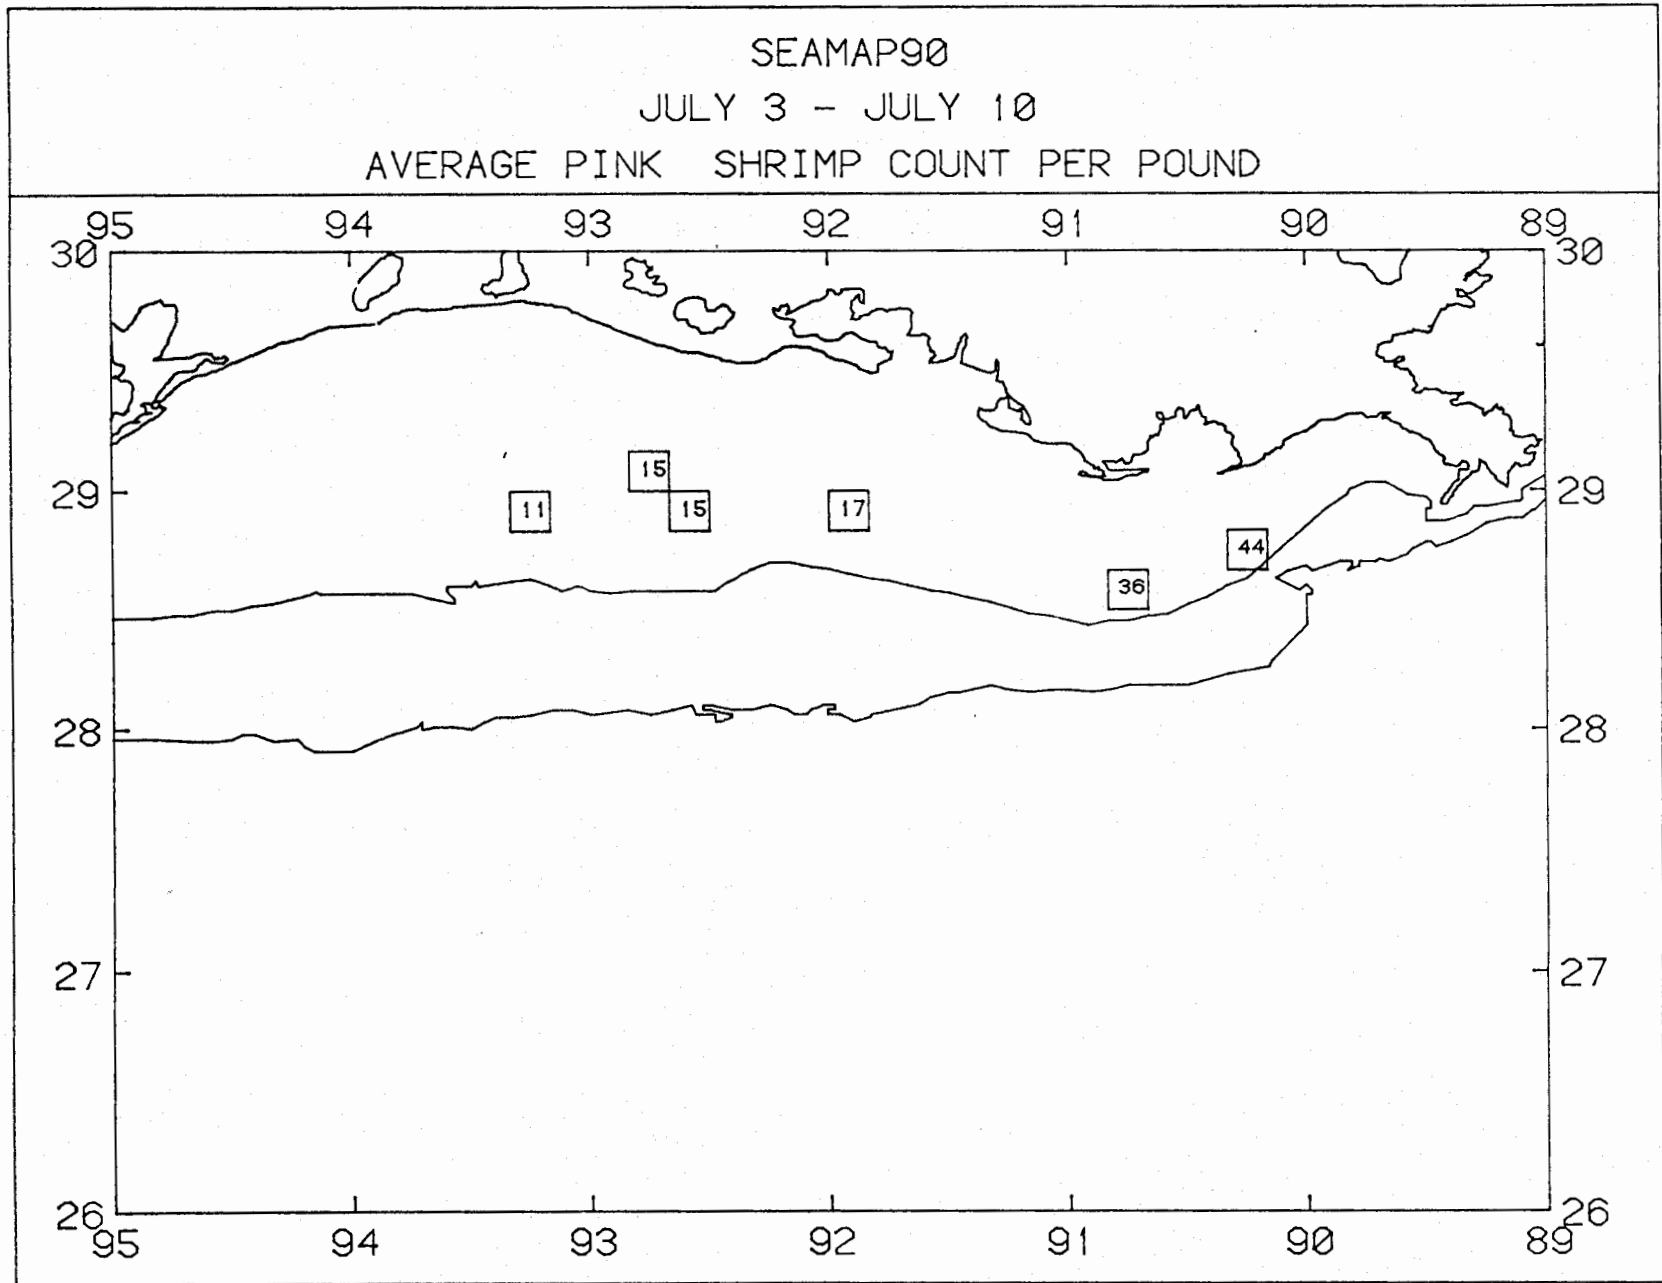 SEAMAP90
JULY 3 - JULY 10
AVERAGE PINK SHRIMP COUNT PER POUND
95 94 93 92 91 90 89
30 30
15
29 11 15 17 29
44
36
28 28
27 27
26 26
95 94 93 92 91 90 89